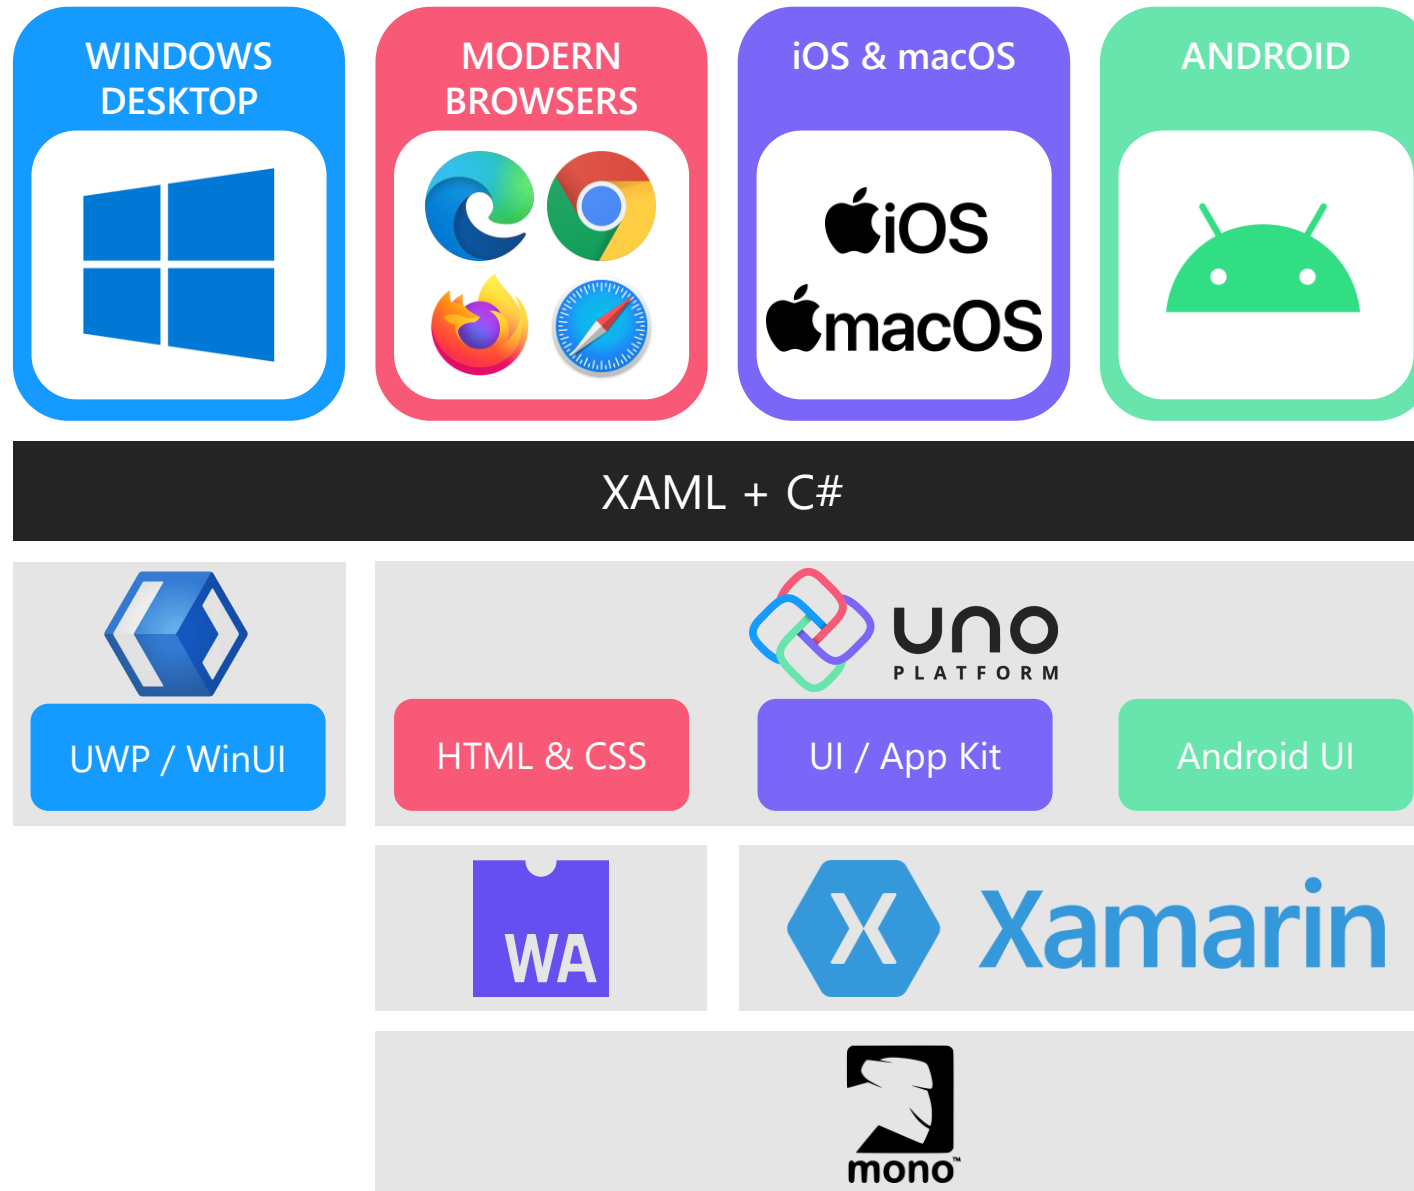 WINDOWS
DESKTOP
MODERN
BROWSERS
iOS & macOS
ANDROID
iOS
macOS
XAML + C#
UNO
PLATFORM
UWP / WinUI
HTML & CSS
UI / App Kit
Android UI
WA
X Xamarin
mono™